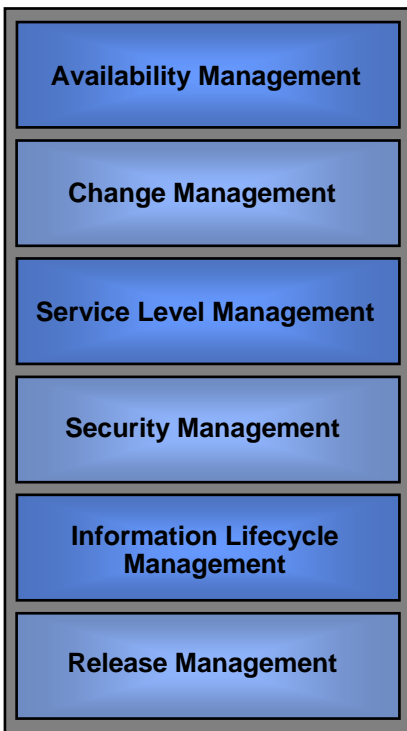 Availability Management
Change Management
Service Level Management
Security Management
Information Lifecycle
Management
Release Management